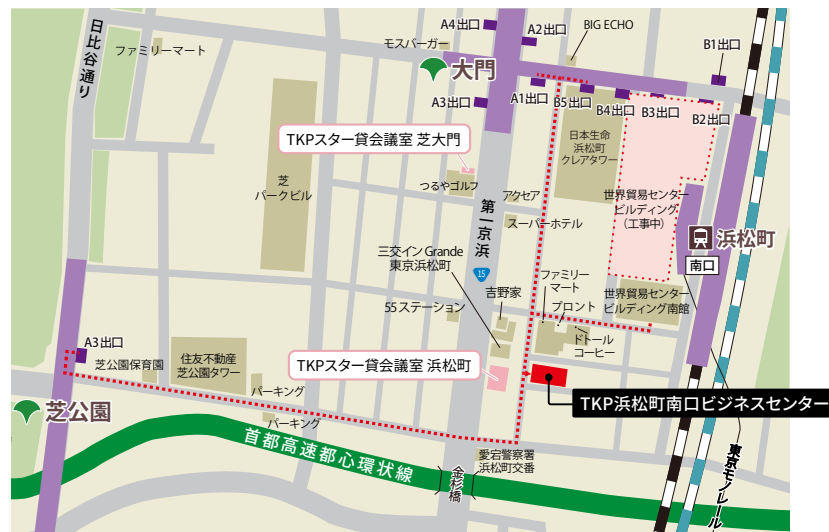 日比谷通り
ファミリーマート
モスバーガー
A4出口
A2出口
BIG ECHO
B1出口
大門
A3出口
A1出口
B5出口
B4出口
B3出口
B2出口
TKPスター貸会議室 芝大門
日本生命
浜松町
クレアタワー
芝
パークビル
つるやゴルフ
アクセア
第一京浜
スーパーホテル
世界貿易センター
ビルディング
（工事中）
浜松町
南口
三交イン Grande
東京浜松町
15
ファミリー
マート
吉野家
プロント
世界貿易センター
ビルディング南館
55ステーション
ドトール
コーヒー
A3出口
芝公園保育園
住友不動産
芝公園タワー
TKPスター貸会議室 浜松町
パーキング
TKP浜松町南口ビジネスセンター
芝公園
パーキング
首都高速都心環状線
愛宕警察署
浜松町交番
金杉橋
東京モノレール